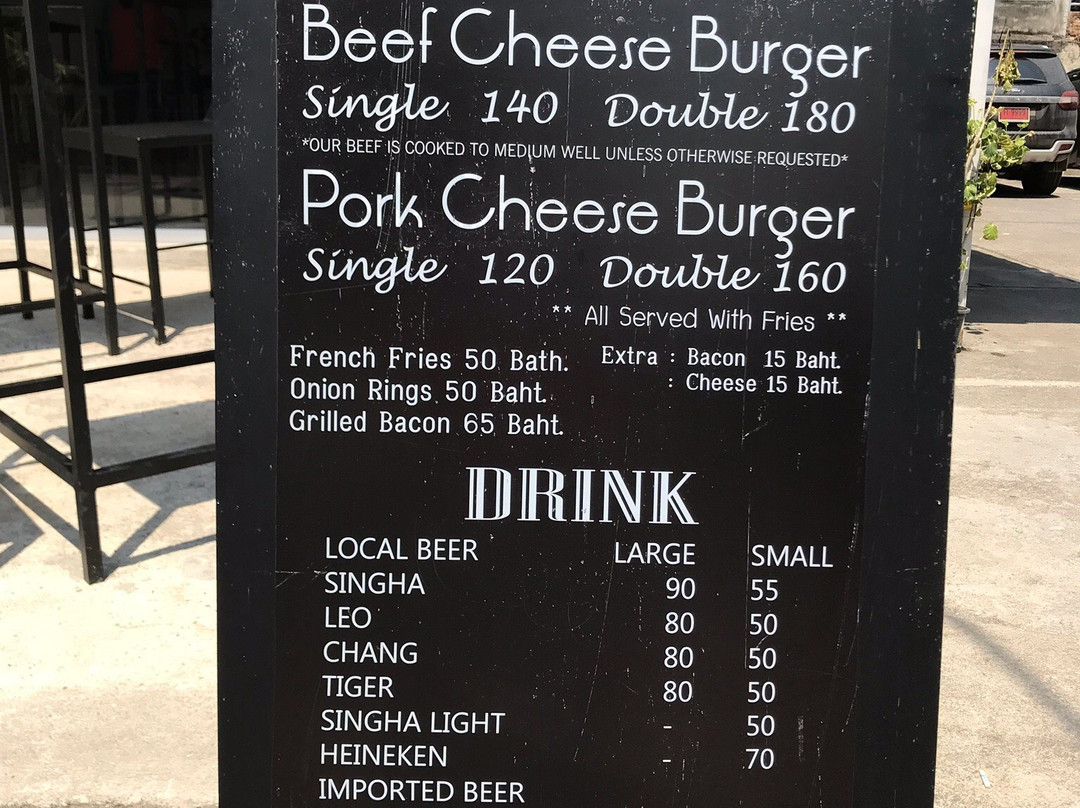 Beef Cheese Burger
Single 140 Double 180
*OUR BEEF IS COOKED TO MEDIUM WELL UNLESS OTHERWISE REQUESTED*
Pork Cheese Burger
Single 120 Double 160
** All Served With Fries **
French Fries 50 Bath. Extra : Bacon 15 Baht.
: Cheese 15 Baht.
Onion Rings 50 Baht.
Grilled Bacon 65 Baht.
DRINK
LOCAL BEER LARGE SMALL
SINGHA 90 55
LEO 80 50
CHANG 80 50
TIGER 80 50
SINGHA LIGHT - 50
HEINEKEN - 70
IMPORTED BEER